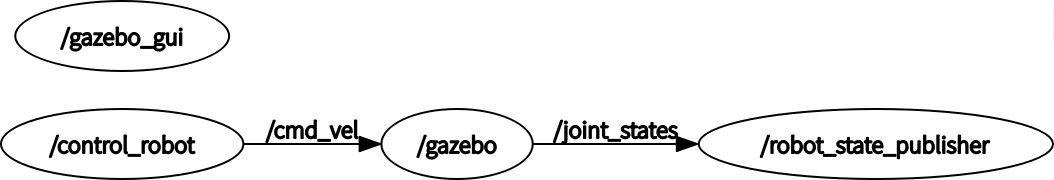 /gazebo_gui
/control_robot
/cmd_vel
/gazebo
/joint_states
/robot_state_publisher